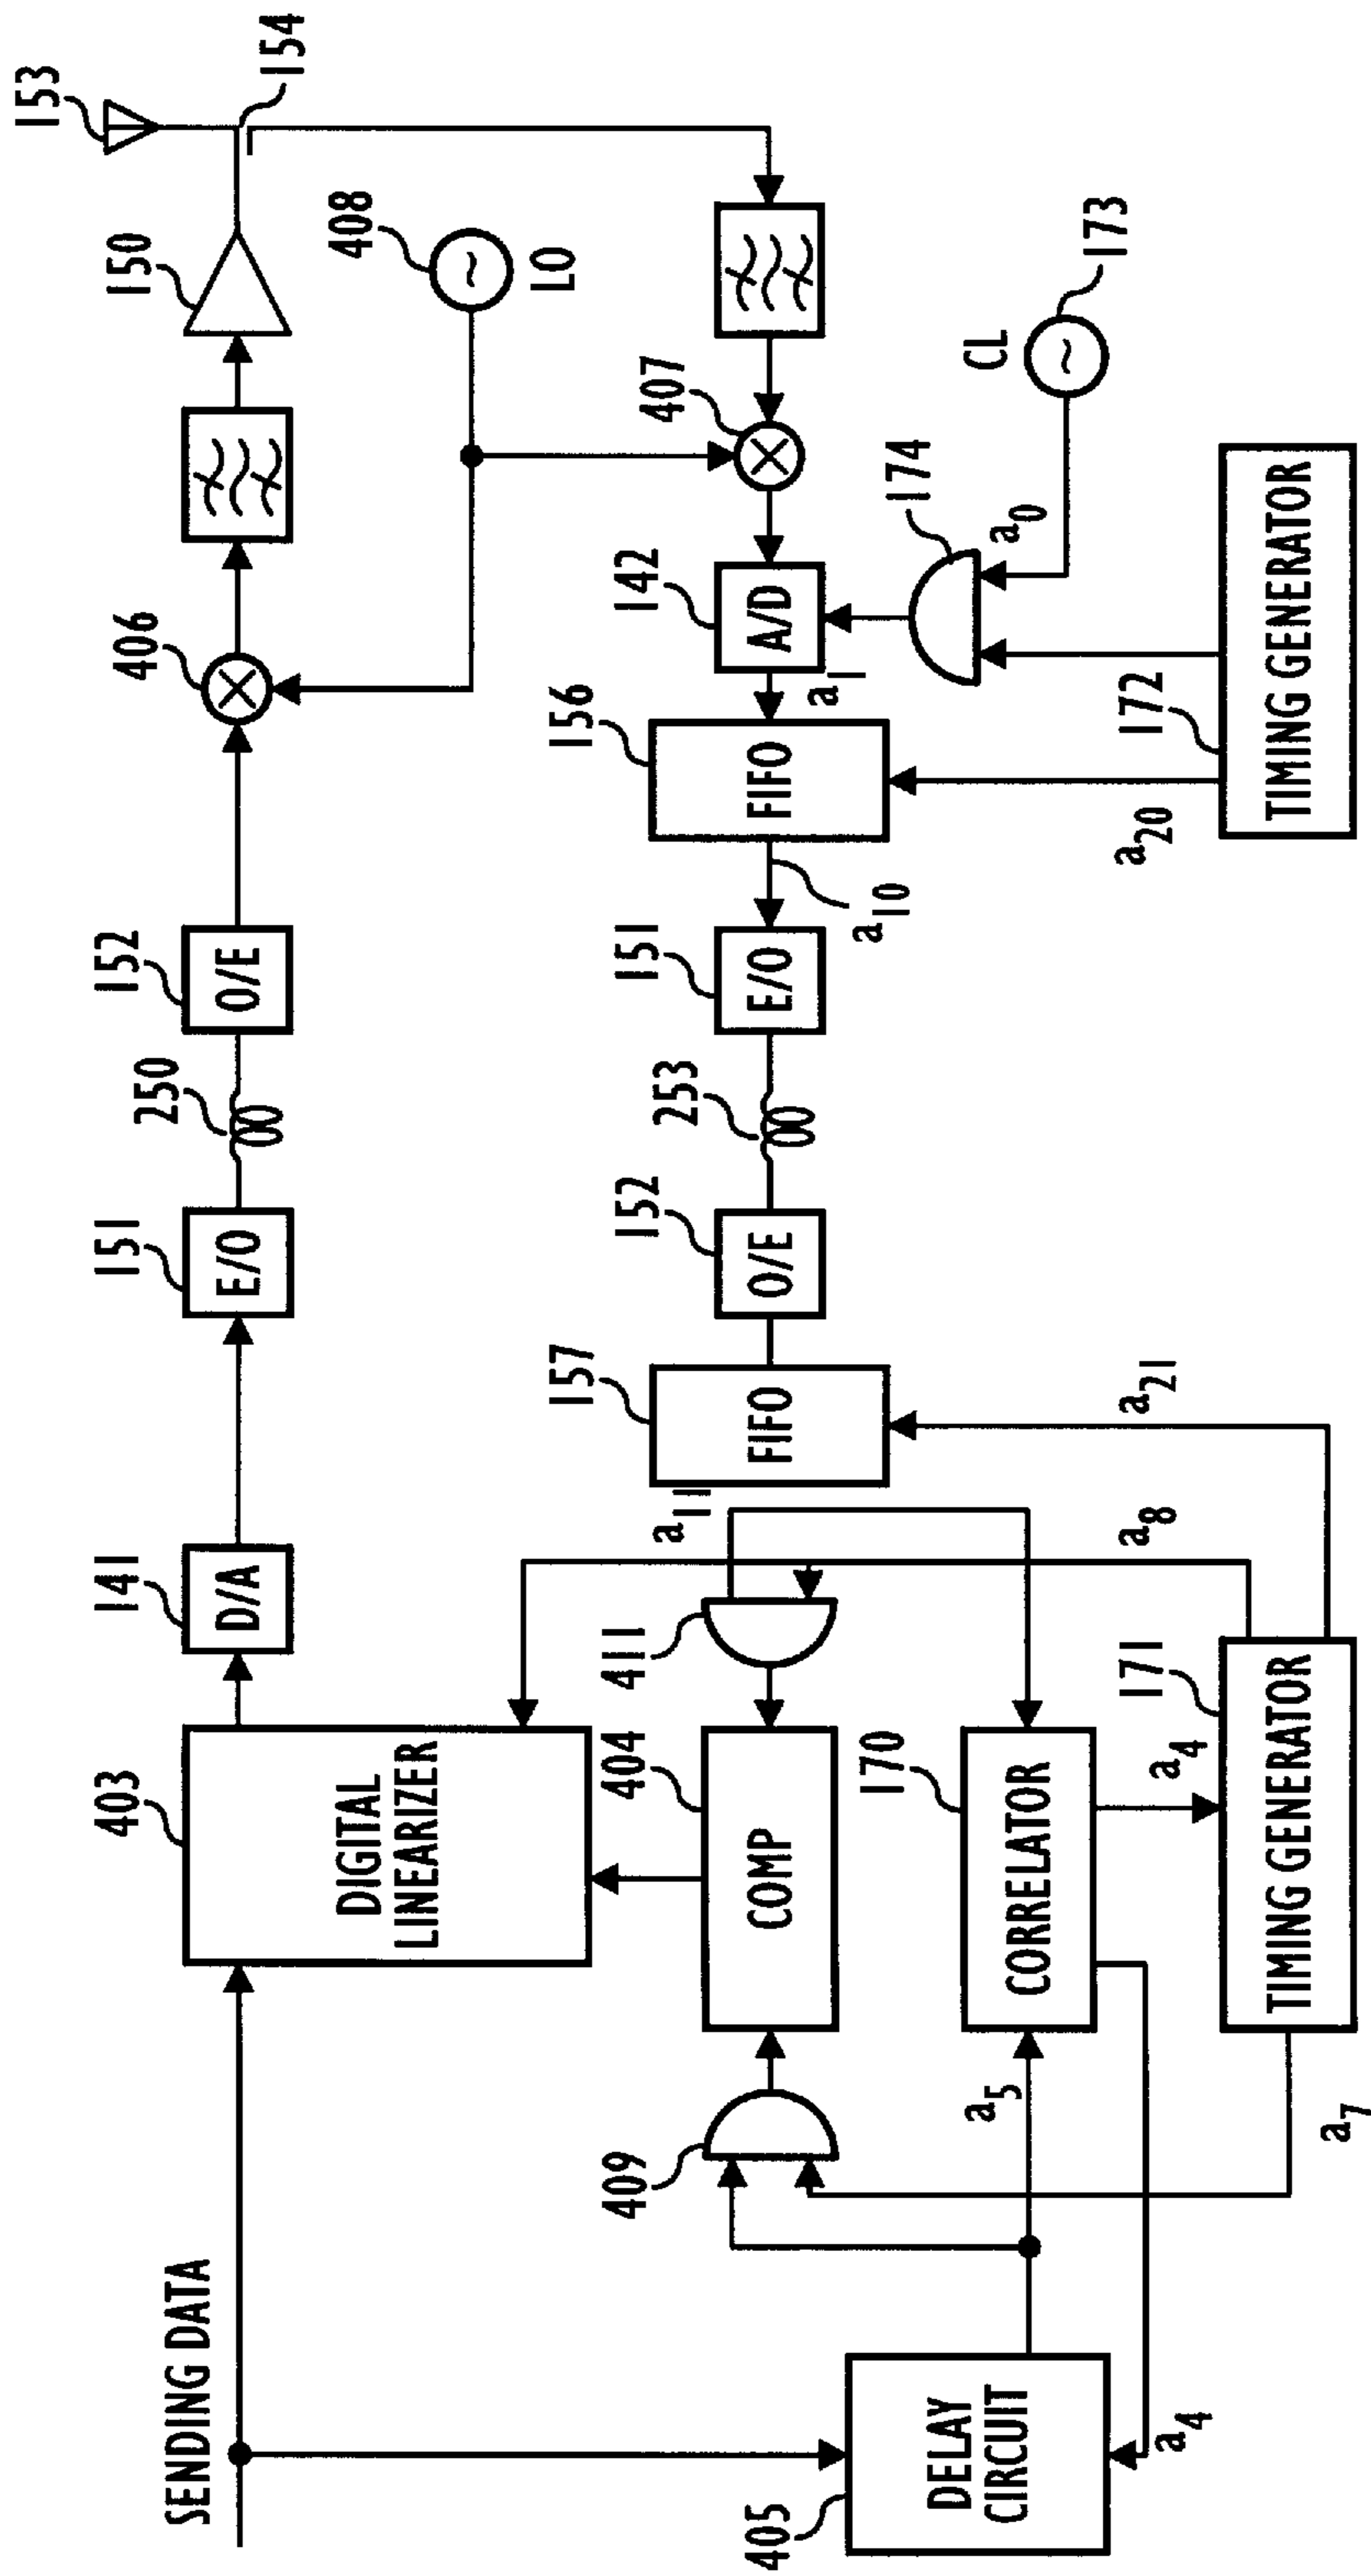 SENDING DATA
403
DIGITAL
LINEARIZER
141
D/A
151
E/O
250
152
O/E
406
150
153
154
408
LO
405
DELAY
CIRCUIT
a4
409
404
COMP
411
a11
157
FIFO
152
O/E
253
151
E/O
a10
156
FIFO
a1
142
A/D
407
174
a0
CL
173
a5
170
CORRELATOR
a4
a8
a21
a20
a7
171
TIMING GENERATOR
172
TIMING GENERATOR